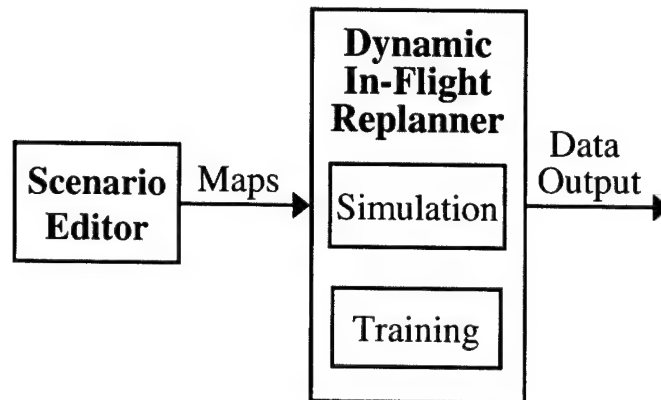 Dynamic
In-Flight
Replanner
Scenario
Editor
Maps
Simulation
Training
Data
Output